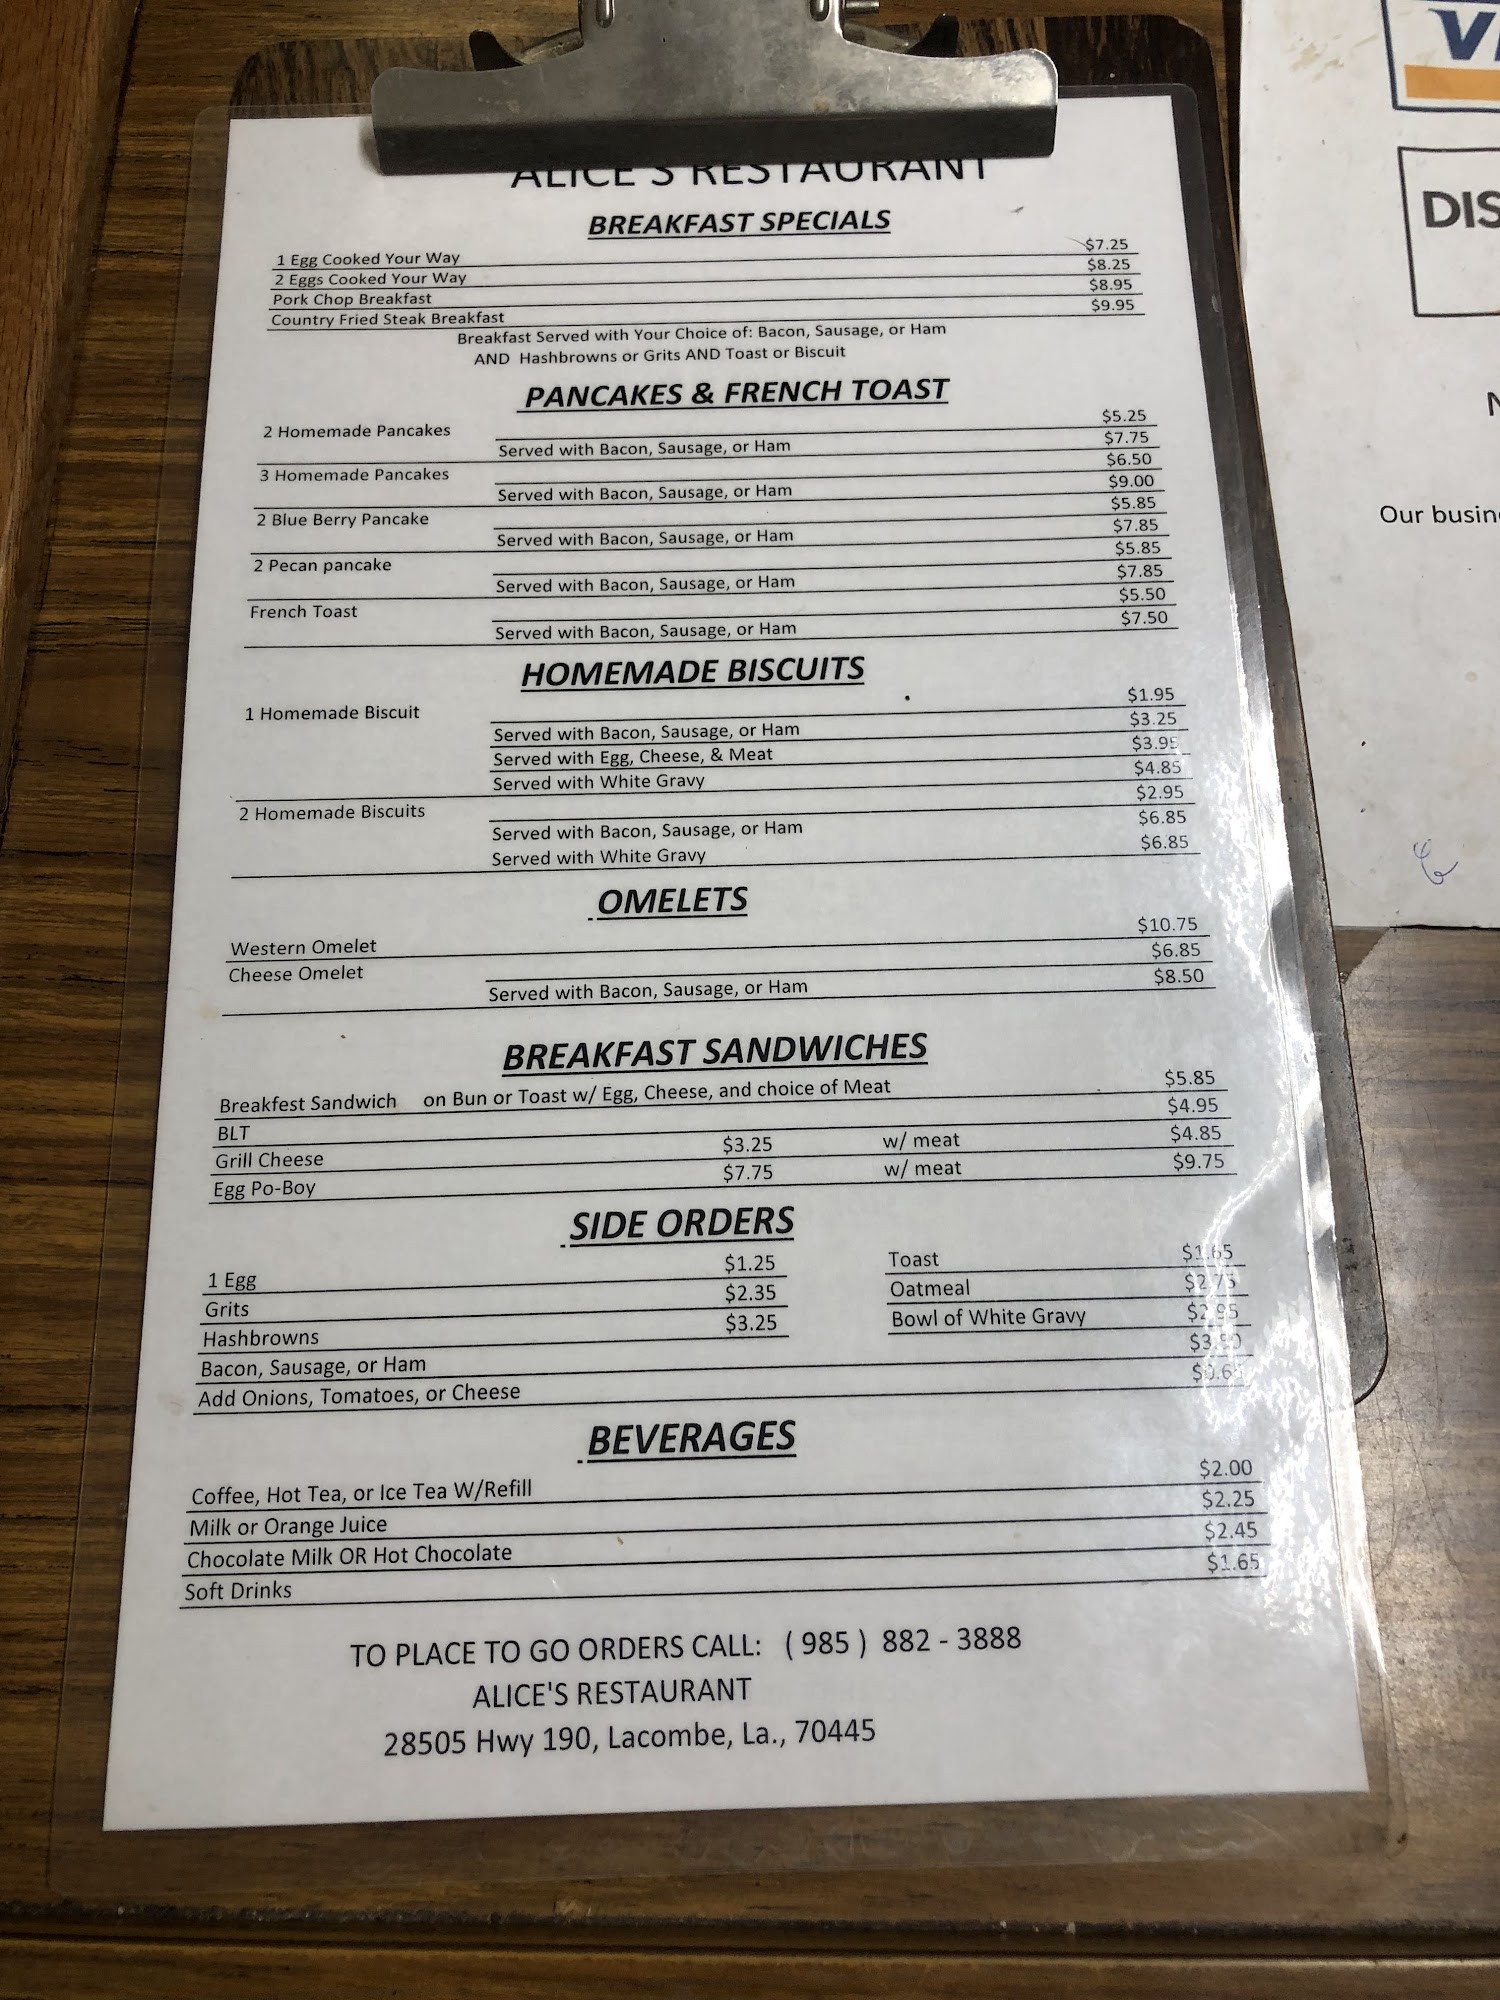 ALICE'S RESTAURANT
BREAKFAST SPECIALS
1 Egg Cooked Your Way $7.25
2 Eggs Cooked Your Way $8.25
Pork Chop Breakfast $8.95
Country Fried Steak Breakfast $9.95
Breakfast Served with Your Choice of: Bacon, Sausage, or Ham
AND Hashbrowns or Grits AND Toast or Biscuit
PANCAKES & FRENCH TOAST
2 Homemade Pancakes $5.25
Served with Bacon, Sausage, or Ham $7.75
3 Homemade Pancakes $6.50
Served with Bacon, Sausage, or Ham $9.00
2 Blue Berry Pancake $5.85
Served with Bacon, Sausage, or Ham $7.85
2 Pecan pancake $5.85
Served with Bacon, Sausage, or Ham $7.85
French Toast $5.50
Served with Bacon, Sausage, or Ham $7.50
HOMEMADE BISCUITS
1 Homemade Biscuit $1.95
Served with Bacon, Sausage, or Ham $3.25
Served with Egg, Cheese, & Meat $3.95
Served with White Gravy $4.85
2 Homemade Biscuits $2.95
Served with Bacon, Sausage, or Ham $6.85
Served with White Gravy $6.85
OMELETS
Western Omelet $10.75
Cheese Omelet $6.85
Served with Bacon, Sausage, or Ham $8.50
BREAKFAST SANDWICHES
Breakfest Sandwich on Bun or Toast w/ Egg, Cheese, and choice of Meat $5.85
BLT $4.95
Grill Cheese $3.25 w/ meat $4.85
Egg Po-Boy $7.75 w/ meat $9.75
SIDE ORDERS
1 Egg $1.25 Toast $1.65
Grits $2.35 Oatmeal $2.75
Hashbrowns $3.25 Bowl of White Gravy $2.95
Bacon, Sausage, or Ham $3.50
Add Onions, Tomatoes, or Cheese $0.65
BEVERAGES
Coffee, Hot Tea, or Ice Tea W/Refill $2.00
Milk or Orange Juice $2.25
Chocolate Milk OR Hot Chocolate $2.45
Soft Drinks $1.65
TO PLACE TO GO ORDERS CALL: ( 985 ) 882 - 3888
ALICE'S RESTAURANT
28505 Hwy 190, Lacombe, La., 70445
VI
DIS
N
Our busin